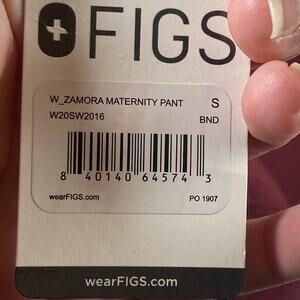 FIGS
W_ZAMORA MATERNITY PANT S
W20SW2016 BND
8 40140 64574 3
wearFIGS.com PO 1907
wearFIGS.com